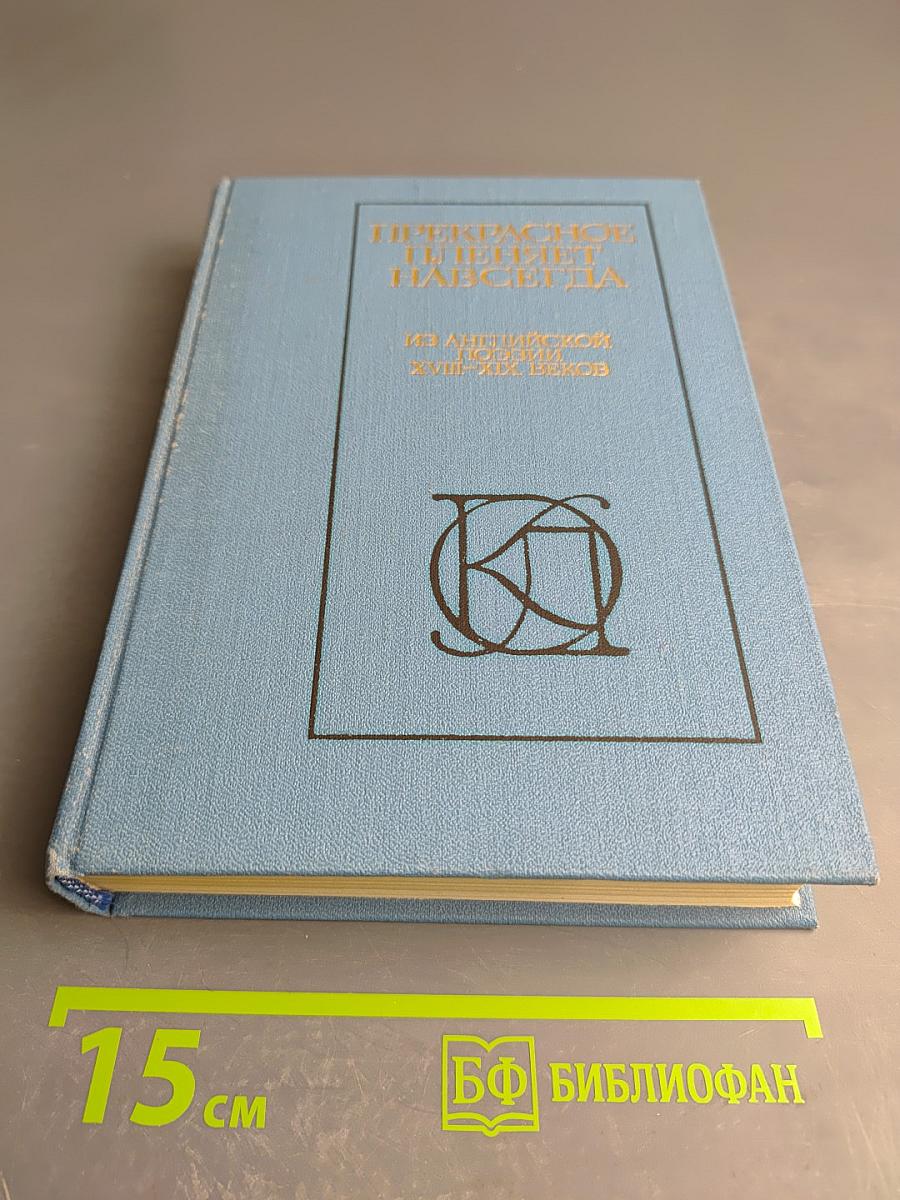 ПРЕКРАСНОЕ
ПЛЕНЯЕТ
НАВСЕГДА
ИЗ АНГЛИЙСКОЙ
ПОЭЗИИ
XVIII–XIX ВЕКОВ
15 см
БФ БИБЛИОФАН